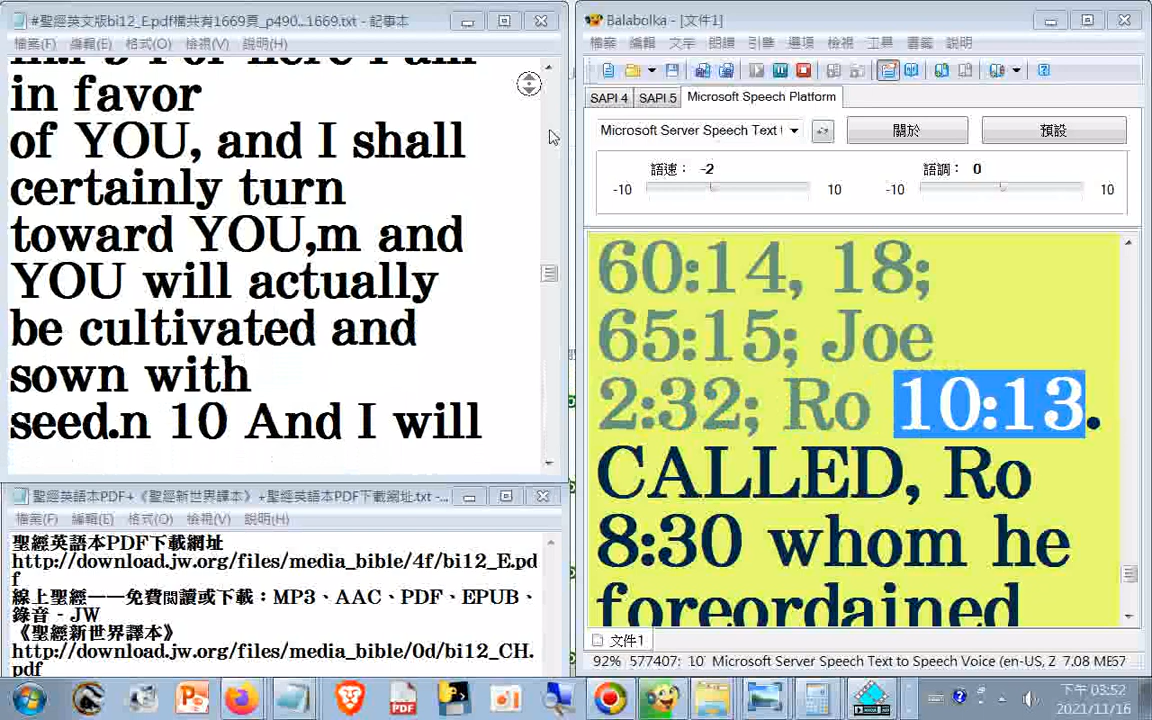 #聖經英文版bi12_E.pdf檔共有1669頁_p490...1669.txt - 記事本
檔案(F) 編輯(E) 格式(O) 檢視(V) 說明(H)
in favor
of YOU, and I shall
certainly turn
toward YOU,m and
YOU will actually
be cultivated and
sown with
seed.n 10 And I will
聖經英語本PDF+《聖經新世界譯本》+聖經英語本PDF下載網址.txt -...
檔案(F) 編輯(E) 格式(O) 檢視(V) 說明(H)
聖經英語本PDF下載網址
http://download.jw.org/files/media_bible/4f/bi12_E.pd
f
線上聖經——免費閱讀或下載：MP3、AAC、PDF、EPUB、
錄音 - JW
《聖經新世界譯本》
http://download.jw.org/files/media_bible/0d/bi12_CH.
pdf
Balabolka - [文件1]
檔案 編輯 文字 朗讀 引擎 選項 檢視 工具 書籤 說明
SAPI 4 SAPI 5 Microsoft Speech Platform
Microsoft Server Speech Text 關於 預設
語速： -2 語調： 0
-10 10 -10 10
60:14, 18;
65:15; Joe
2:32; Ro 10:13.
CALLED, Ro
8:30 whom he
foreordained
文件1
92% 577407: 10 Microsoft Server Speech Text to Speech Voice (en-US, Z 7.08 ME57
PDF
下午 03:52
2021/11/16